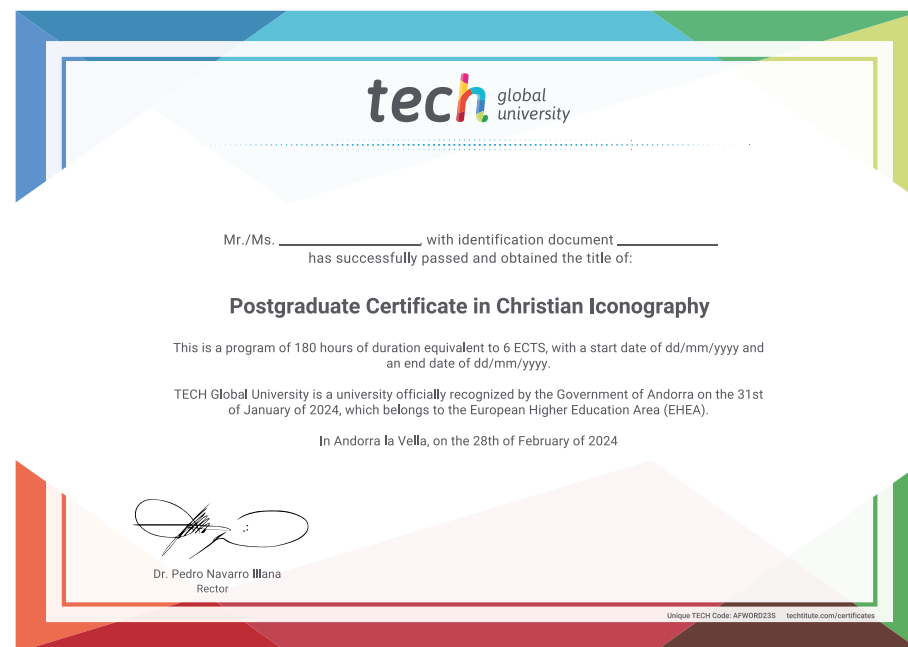 tech global university
Mr./Ms. ____________, with identification document ____________
has successfully passed and obtained the title of:
Postgraduate Certificate in Christian Iconography
This is a program of 180 hours of duration equivalent to 6 ECTS, with a start date of dd/mm/yyyy and
an end date of dd/mm/yyyy.
TECH Global University is a university officially recognized by the Government of Andorra on the 31st
of January of 2024, which belongs to the European Higher Education Area (EHEA).
In Andorra la Vella, on the 28th of February of 2024
Dr. Pedro Navarro Illana
Rector
Unique TECH Code: AFWORD23S techtitute.com/certificates